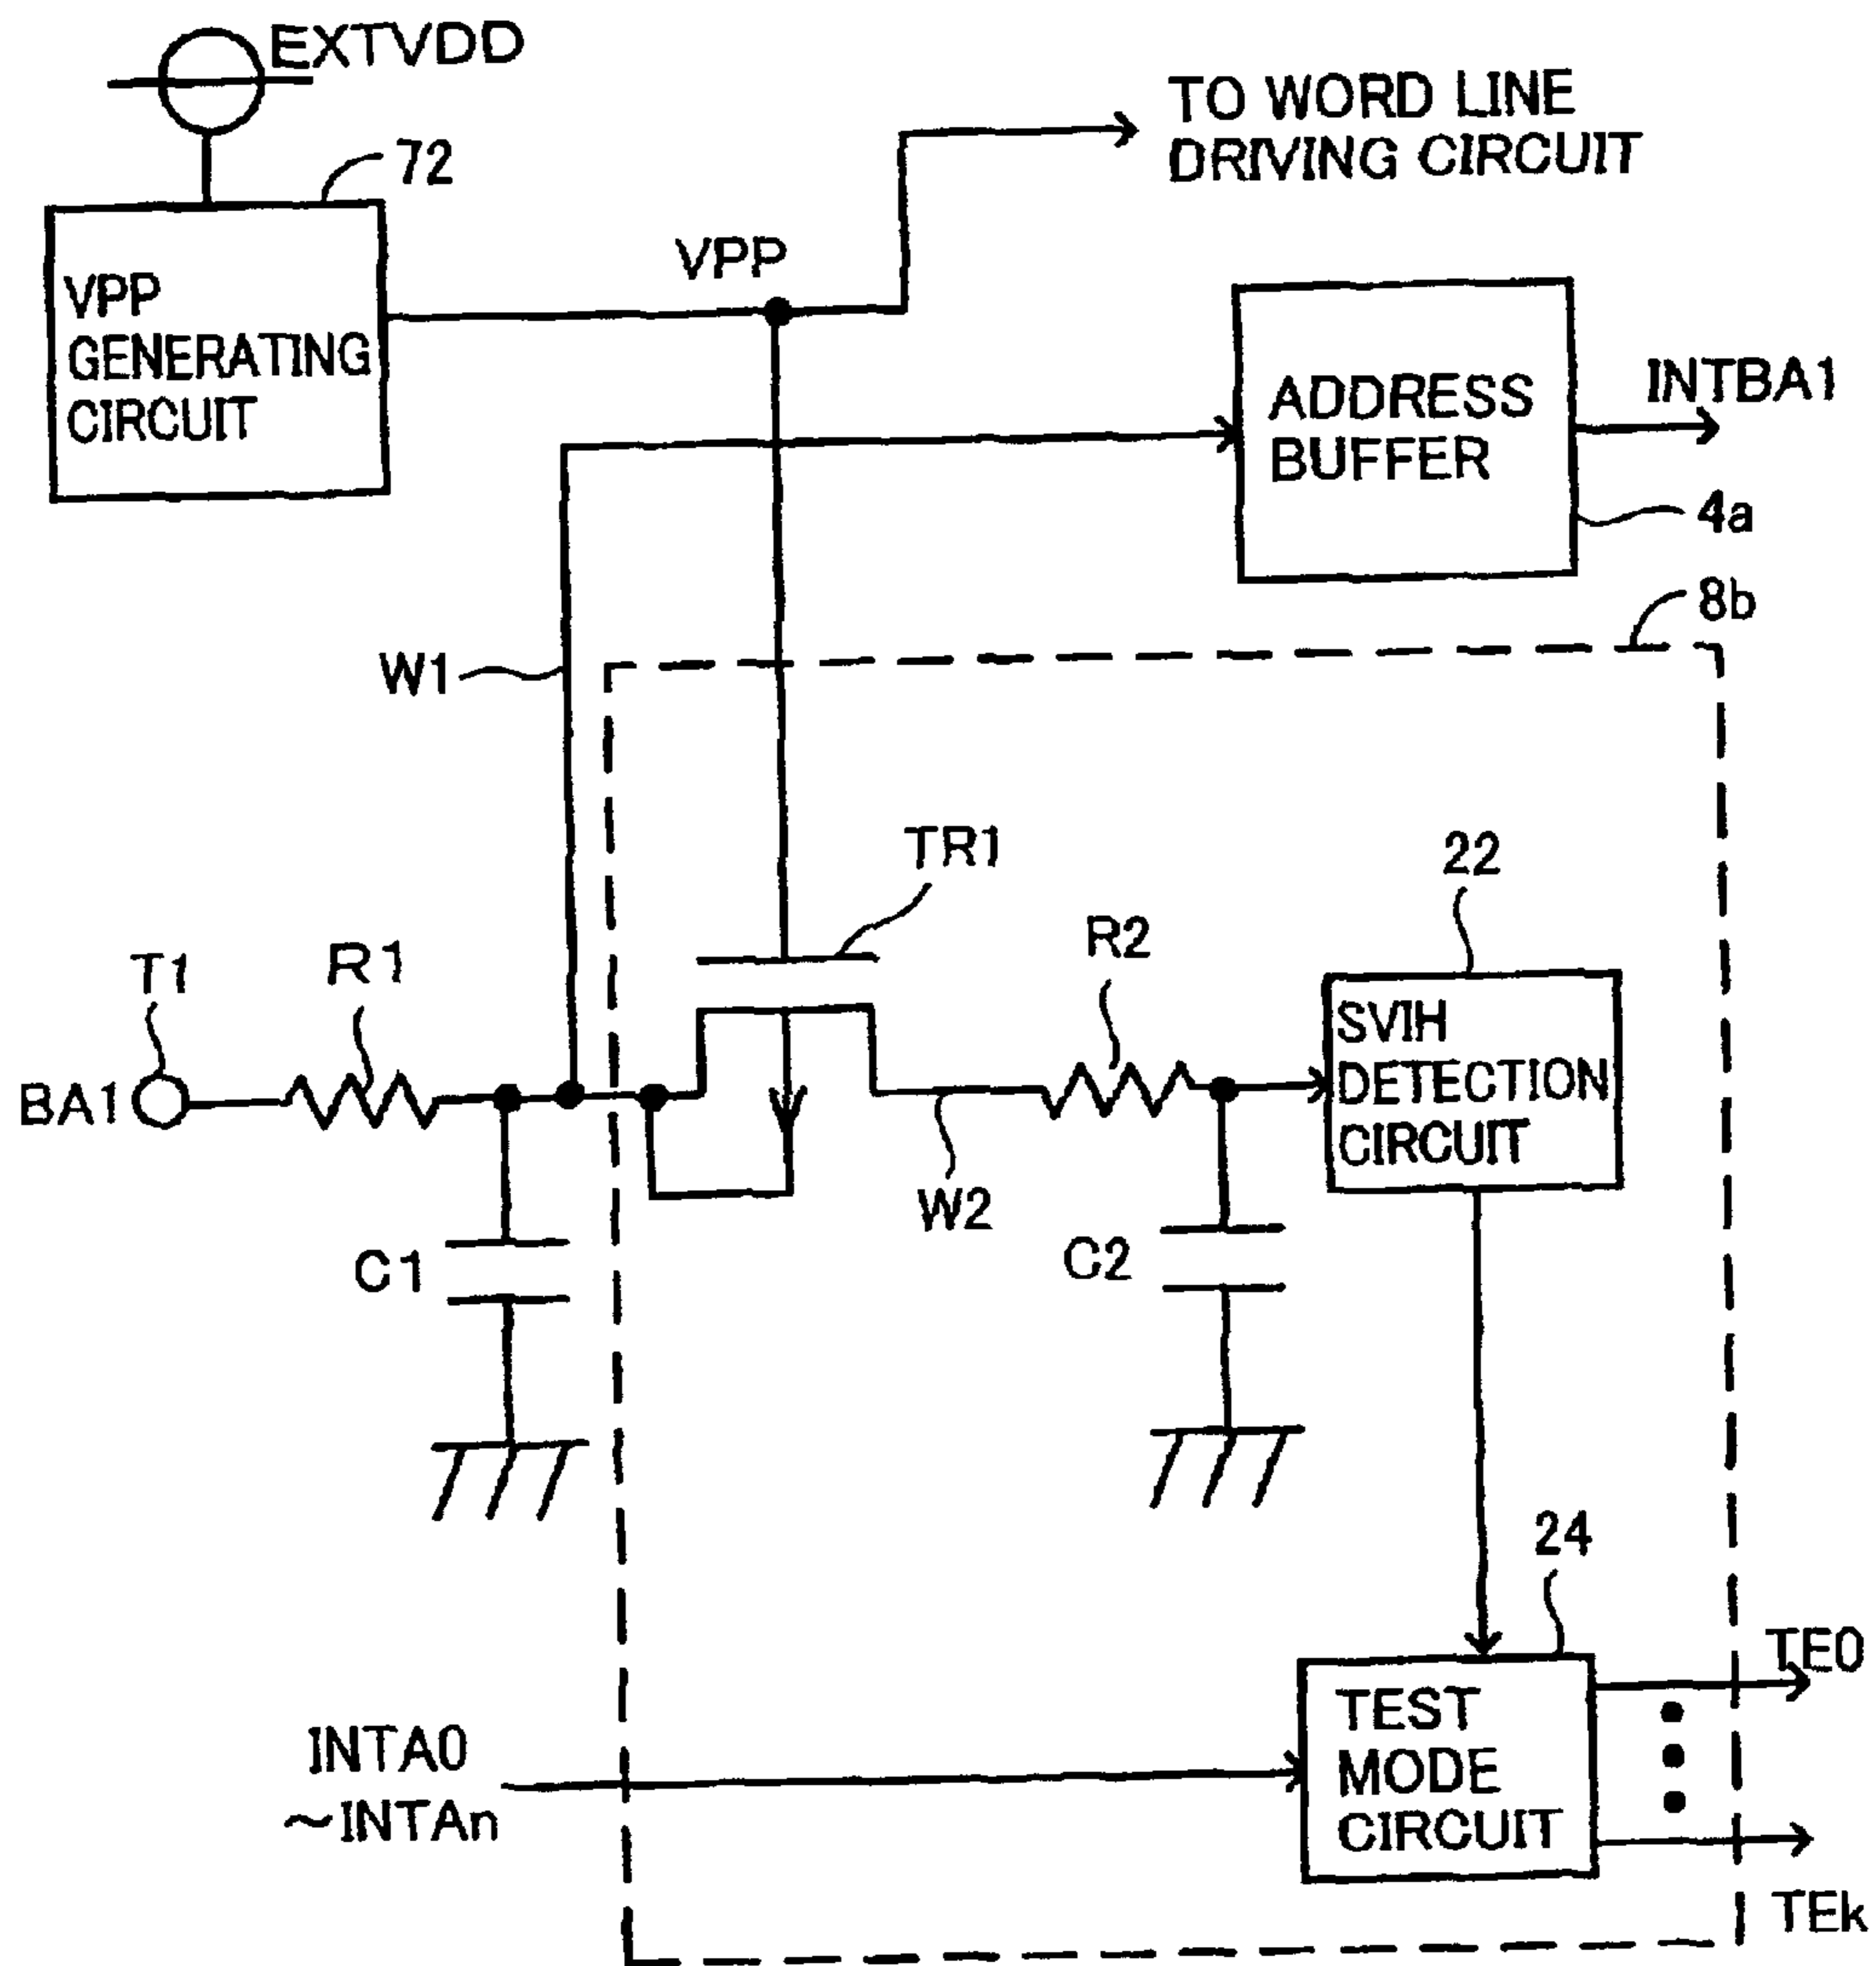 EXTVDD
TO WORD LINE
DRIVING CIRCUIT
72
VPP
GENERATING
CIRCUIT
VPP
ADDRESS
BUFFER
INTBA1
4a
8b
W1
TR1
22
T1
R1
R2
BA1
SVIH
DETECTION
CIRCUIT
W2
C1
C2
24
TE0
INTA0
~INTAn
TEST
MODE
CIRCUIT
TEk